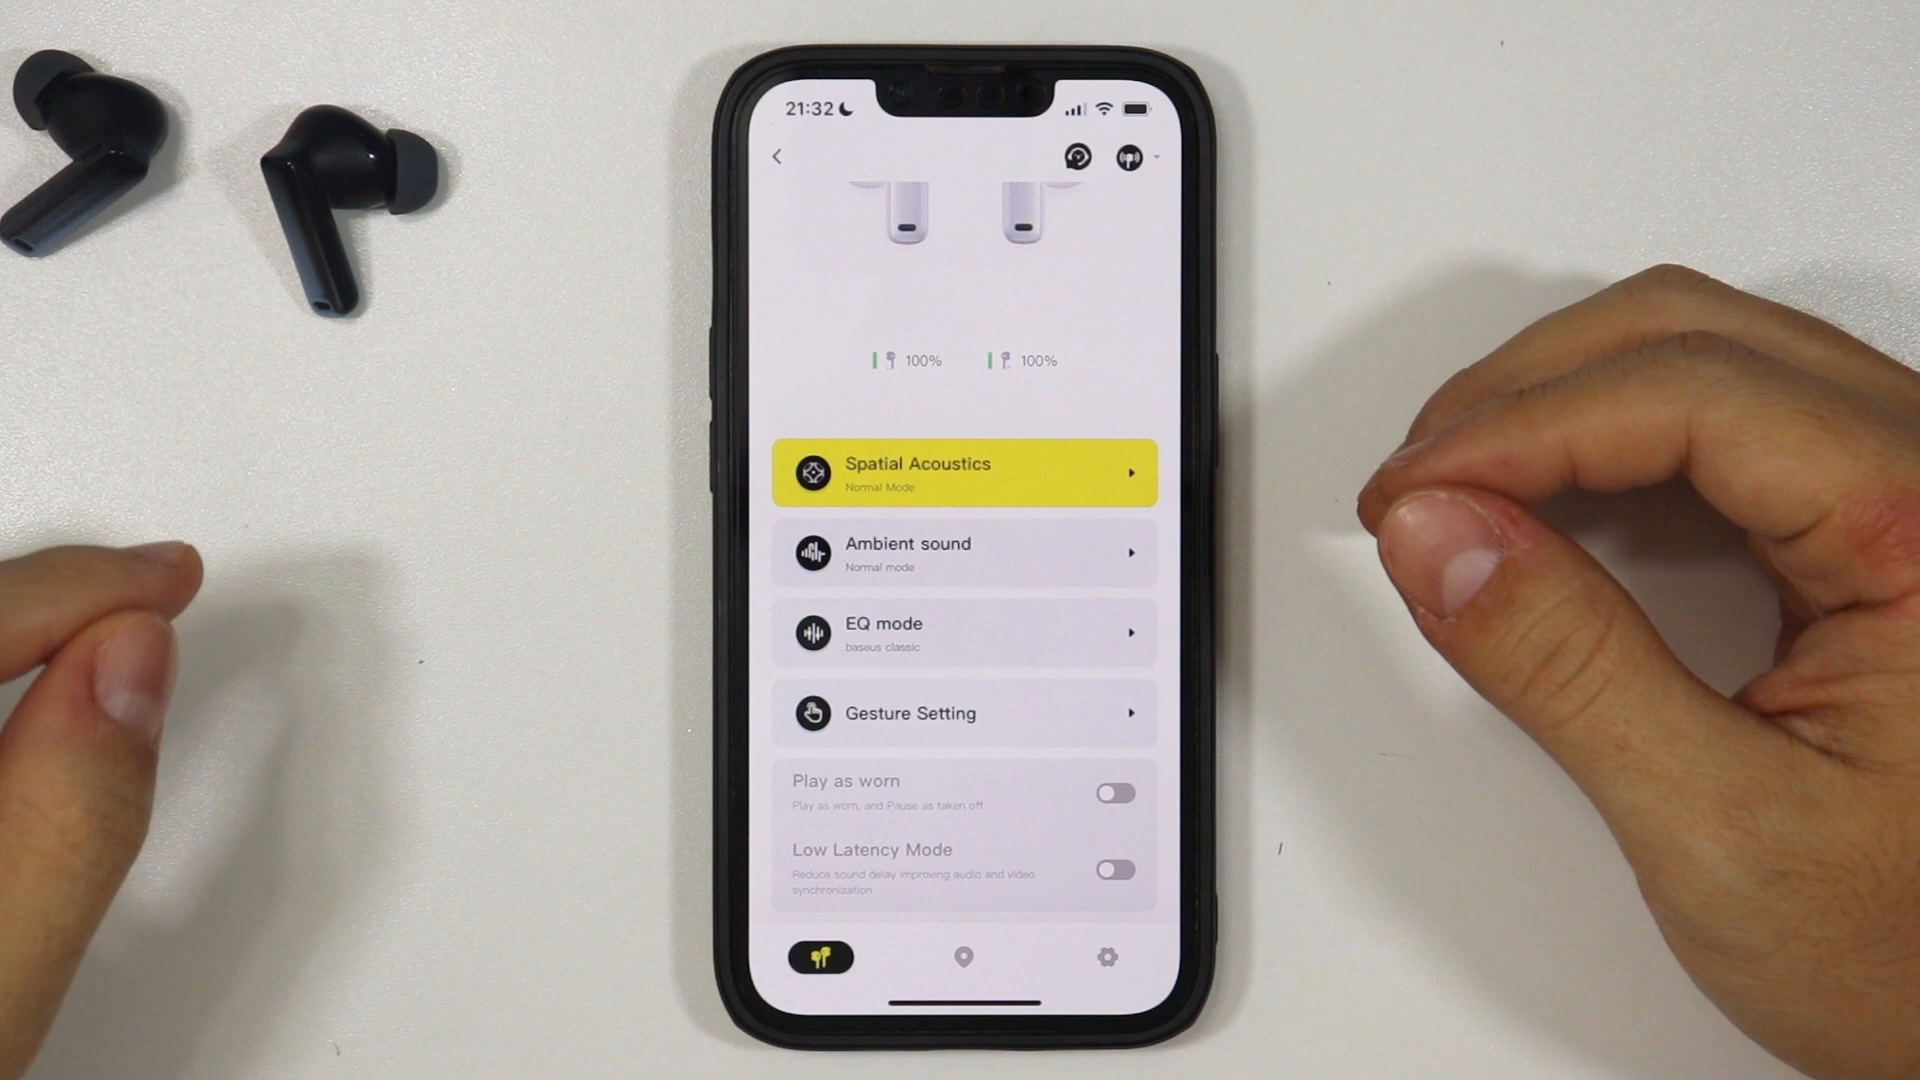 21:32
100%
100%
Spatial Acoustics
Normal Mode
Ambient sound
Normal mode
EQ mode
baseus classic
Gesture Setting
Play as worn
Play as worn, and Pause as taken off
Low Latency Mode
Reduce sound delay improving audio and video
synchronization